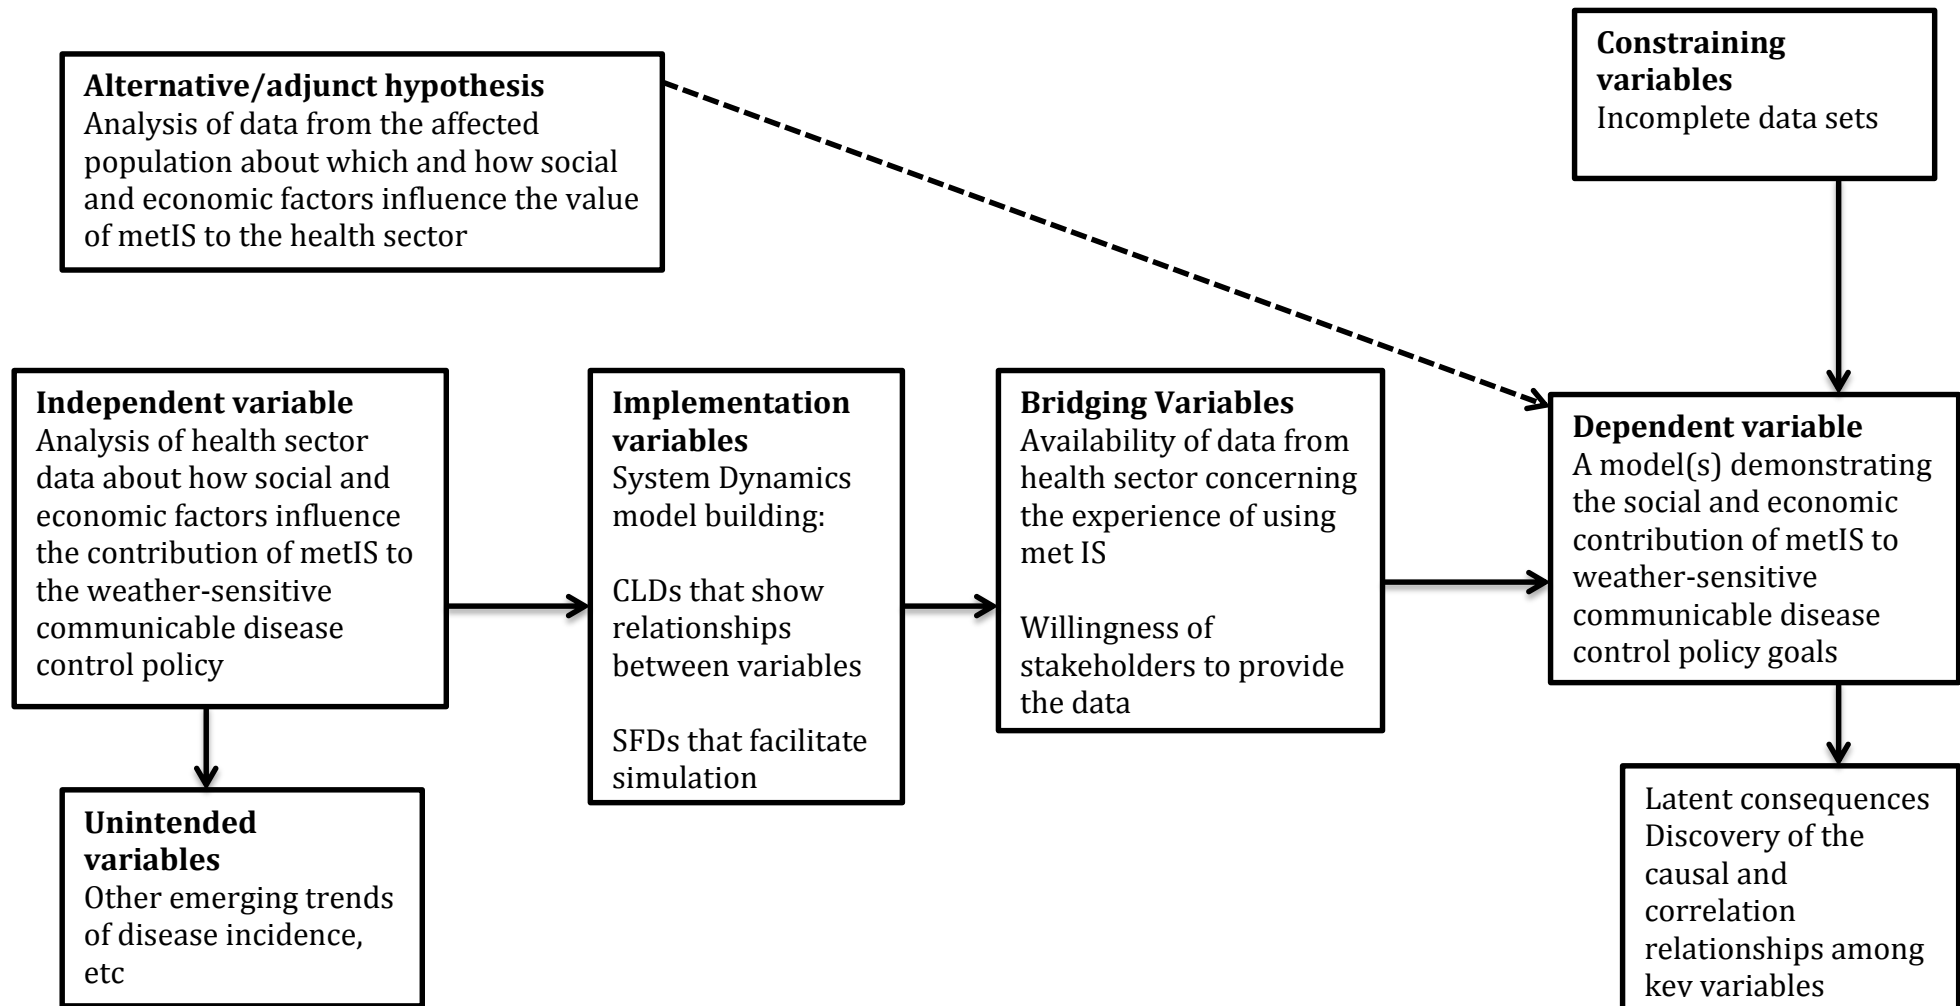 Constraining
variables
Incomplete data sets
Alternative/adjunct hypothesis
Analysis of data from the affected
population about which and how social
and economic factors influence the value
of metIS to the health sector
Independent variable
Analysis of health sector
data about how social and
economic factors influence
the contribution of metIS to
the weather-sensitive
communicable disease
control policy
Implementation
variables
System Dynamics
model building:
CLDs that show
relationships
between variables
SFDs that facilitate
simulation
Bridging Variables
Availability of data from
health sector concerning
the experience of using
met IS
Willingness of
stakeholders to provide
the data
Dependent variable
A model(s) demonstrating
the social and economic
contribution of metIS to
weather-sensitive
communicable disease
control policy goals
Unintended
variables
Other emerging trends
of disease incidence,
etc
Latent consequences
Discovery of the
causal and
correlation
relationships among
key variables